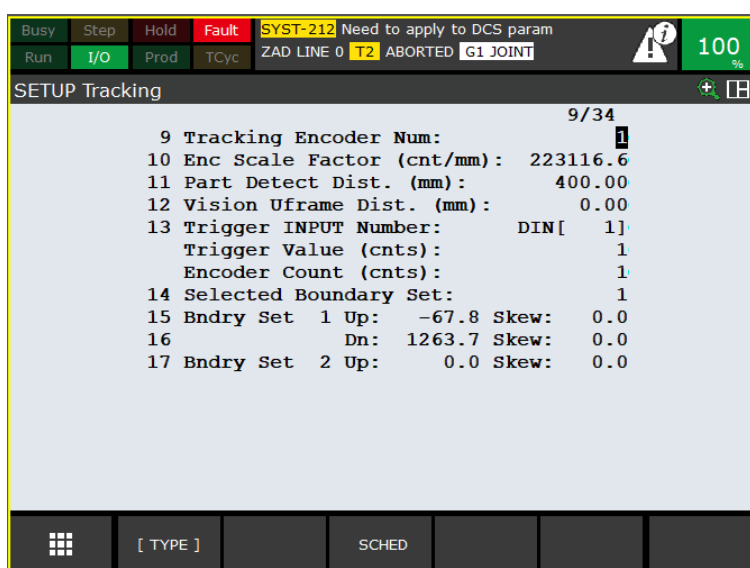 Busy Step Hold Fault SYST-212 Need to apply to DCS param
Run I/O Prod TCyc ZAD LINE 0 T2 ABORTED G1 JOINT
100
%
SETUP Tracking
9/34
9 Tracking Encoder Num: 1
10 Enc Scale Factor (cnt/mm): 223116.6
11 Part Detect Dist. (mm): 400.00
12 Vision Uframe Dist. (mm): 0.00
13 Trigger INPUT Number: DIN[ 1]
Trigger Value (cnts): 1
Encoder Count (cnts): 1
14 Selected Boundary Set: 1
15 Bndry Set 1 Up: -67.8 Skew: 0.0
16 Dn: 1263.7 Skew: 0.0
17 Bndry Set 2 Up: 0.0 Skew: 0.0
[ TYPE ] SCHED